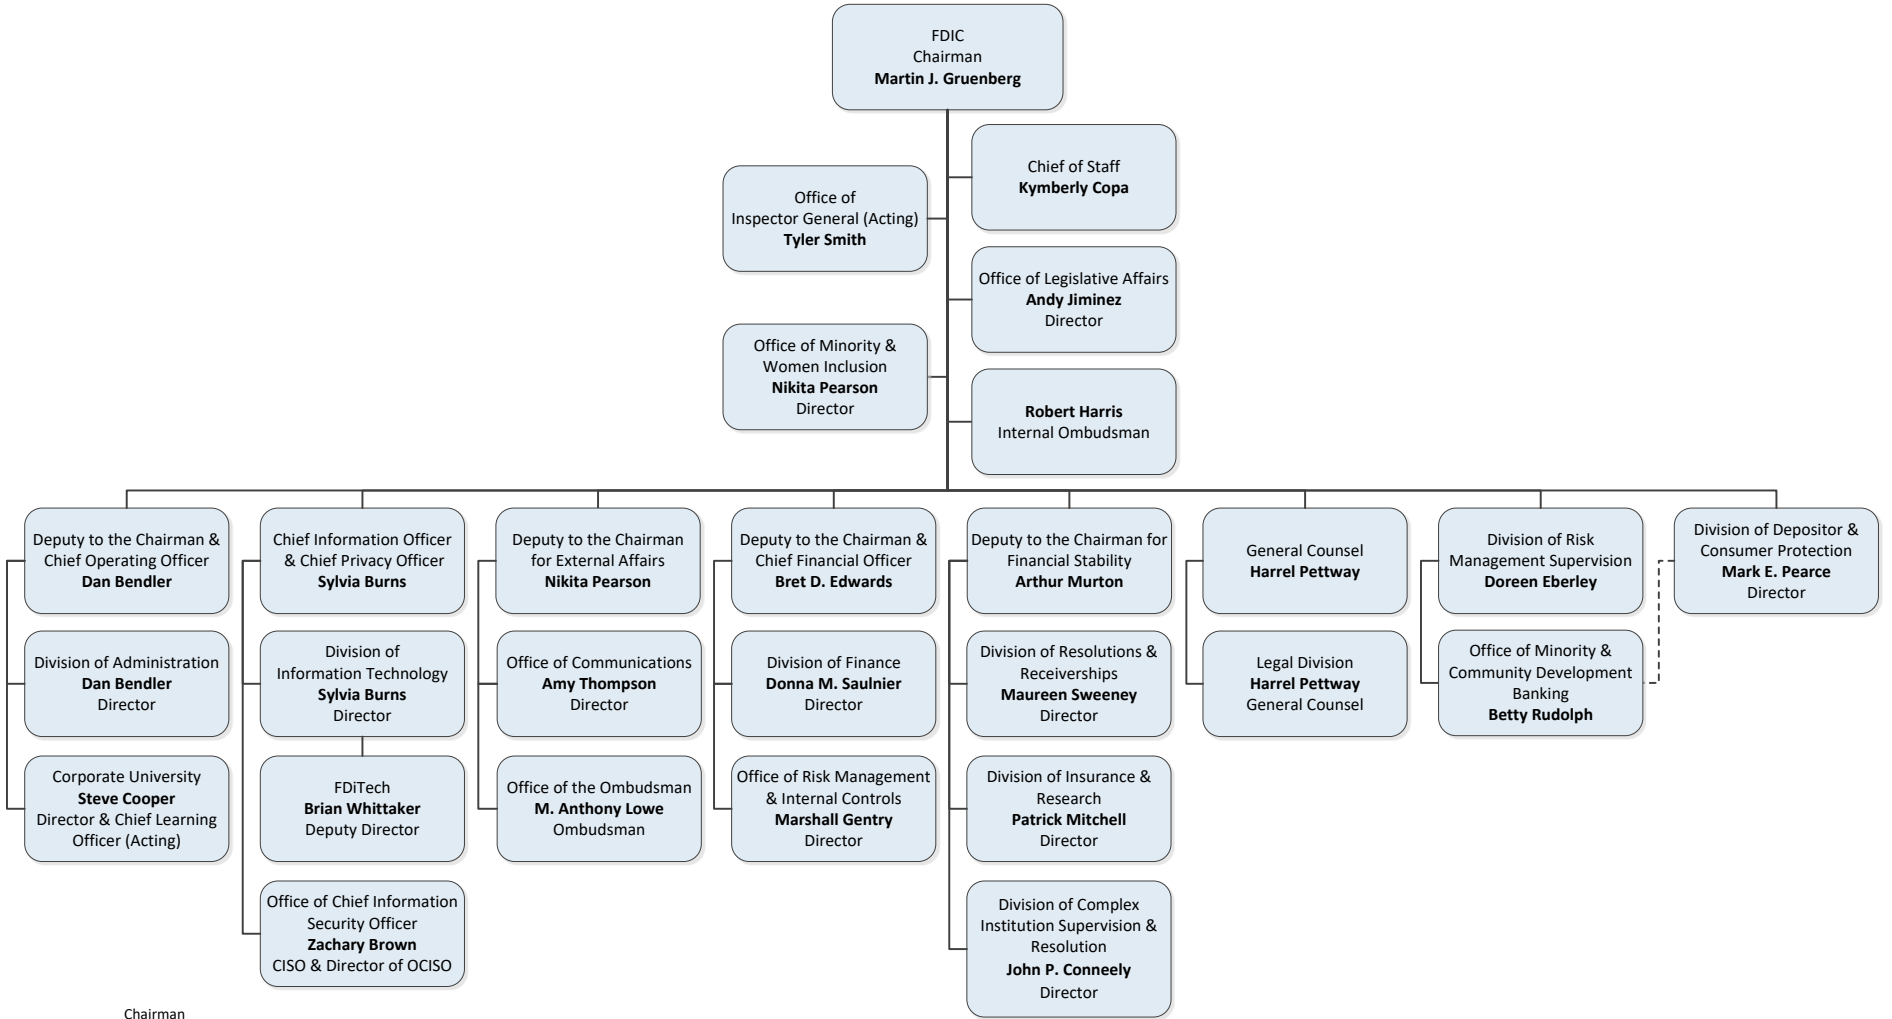 FDIC
Chairman
Martin J. Gruenberg
Chief of Staff
Kymberly Copa
Office of
Inspector General (Acting)
Tyler Smith
Office of Legislative Affairs
Andy Jiminez
Director
Office of Minority &
Women Inclusion
Nikita Pearson
Director
Robert Harris
Internal Ombudsman
Deputy to the Chairman &
Chief Operating Officer
Dan Bendler
Chief Information Officer
& Chief Privacy Officer
Sylvia Burns
Deputy to the Chairman
for External Affairs
Nikita Pearson
Deputy to the Chairman &
Chief Financial Officer
Bret D. Edwards
Deputy to the Chairman for
Financial Stability
Arthur Murton
General Counsel
Harrel Pettway
Division of Risk
Management Supervision
Doreen Eberley
Division of Depositor &
Consumer Protection
Mark E. Pearce
Director
Division of Administration
Dan Bendler
Director
Division of
Information Technology
Sylvia Burns
Director
Office of Communications
Amy Thompson
Director
Division of Finance
Donna M. Saulnier
Director
Division of Resolutions &
Receiverships
Maureen Sweeney
Director
Legal Division
Harrel Pettway
General Counsel
Office of Minority &
Community Development
Banking
Betty Rudolph
Corporate University
Steve Cooper
Director & Chief Learning
Officer (Acting)
FDiTech
Brian Whittaker
Deputy Director
Office of the Ombudsman
M. Anthony Lowe
Ombudsman
Office of Risk Management
& Internal Controls
Marshall Gentry
Director
Division of Insurance &
Research
Patrick Mitchell
Director
Office of Chief Information
Security Officer
Zachary Brown
CISO & Director of OCISO
Division of Complex
Institution Supervision &
Resolution
John P. Conneely
Director
Chairman